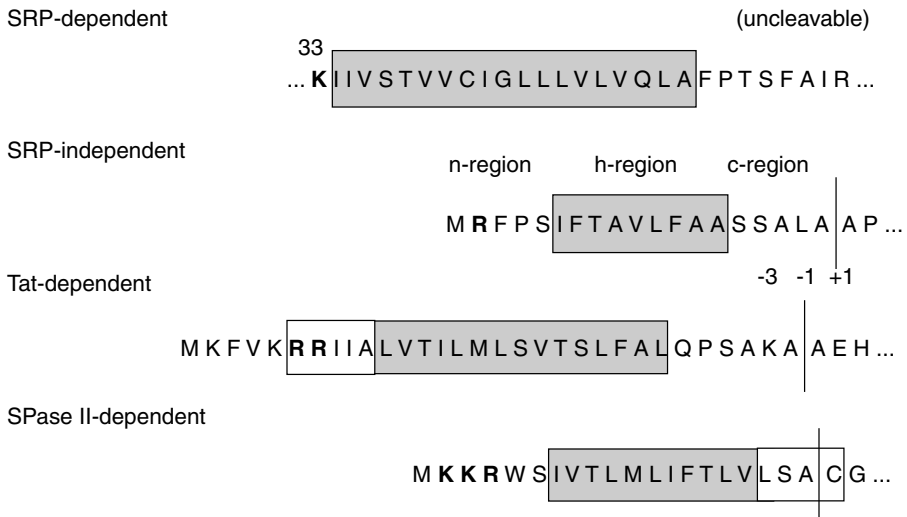 SRP-dependent (uncleavable)
33
... K I I V S T V V C I G L L L V L V Q L A F P T S F A I R ...
SRP-independent
n-region h-region c-region
M R F P S I F T A V L F A A S S A L A A P ...
-3 -1 +1
Tat-dependent
M K F V K R R I I A L V T I L M L S V T S L F A L Q P S A K A A E H ...
SPase II-dependent
M K K R W S I V T L M L I F T L V L S A C G ...